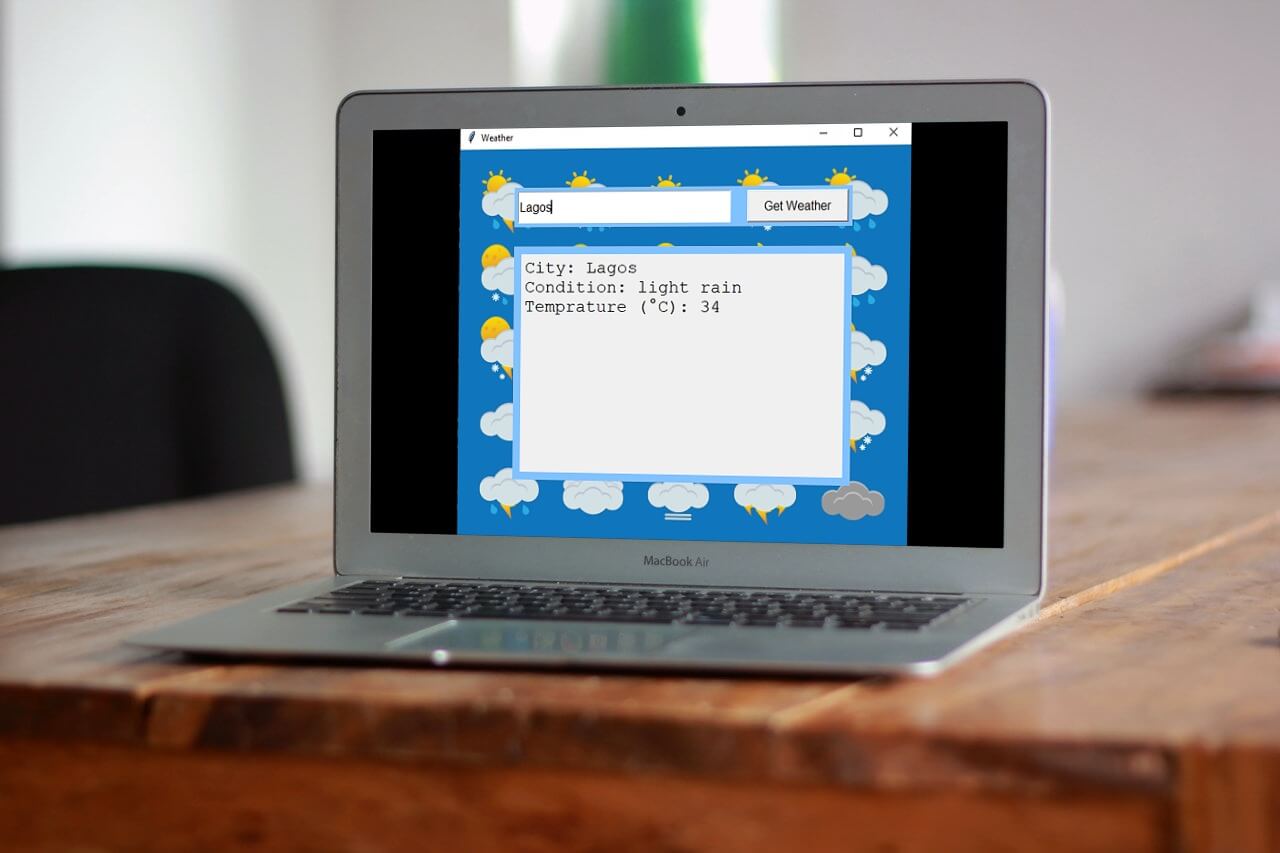 Weather
Lagos
Get Weather
City: Lagos
Condition: light rain
Temprature (°C): 34
MacBook Air